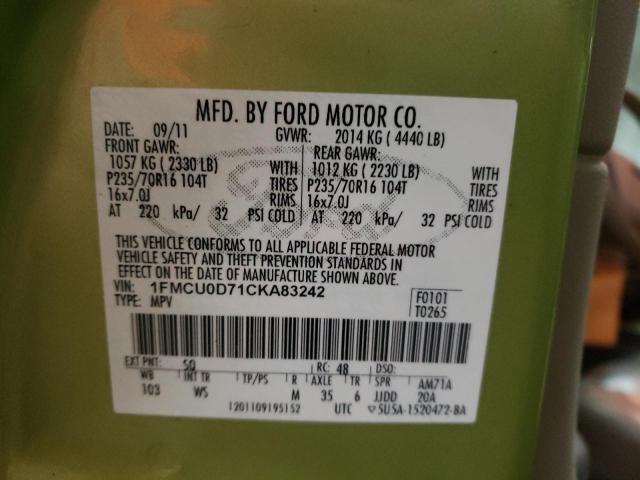 MFD. BY FORD MOTOR CO.
DATE: 09/11 GVWR: 2014 KG ( 4440 LB)
FRONT GAWR: REAR GAWR:
1057 KG ( 2330 LB) WITH 1012 KG ( 2230 LB) WITH
P235/70R16 104T TIRES P235/70R16 104T TIRES
16x7.0J RIMS 16x7.0J RIMS
AT 220 kPa/ 32 PSI COLD AT 220 kPa/ 32 PSI COLD
Ford
THIS VEHICLE CONFORMS TO ALL APPLICABLE FEDERAL MOTOR
VEHICLE SAFETY AND THEFT PREVENTION STANDARDS IN
EFFECT ON THE DATE OF MANUFACTURE SHOWN ABOVE.
VIN: 1FMCU0D71CKA83242 F0101
TYPE: MPV T0265
EXT PNT: SQ RC: 48 DSO:
WB INT TR TP/PS R AXLE TR SPR AM71A
103 WS M 35 6 JJDD 20A
1201109195152 UTC ▽5U5A-1520472-BA